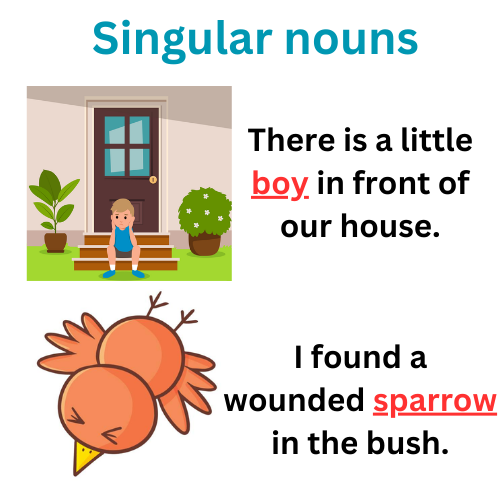 Singular nouns
There is a little
boy in front of
our house.
I found a
wounded sparrow
in the bush.